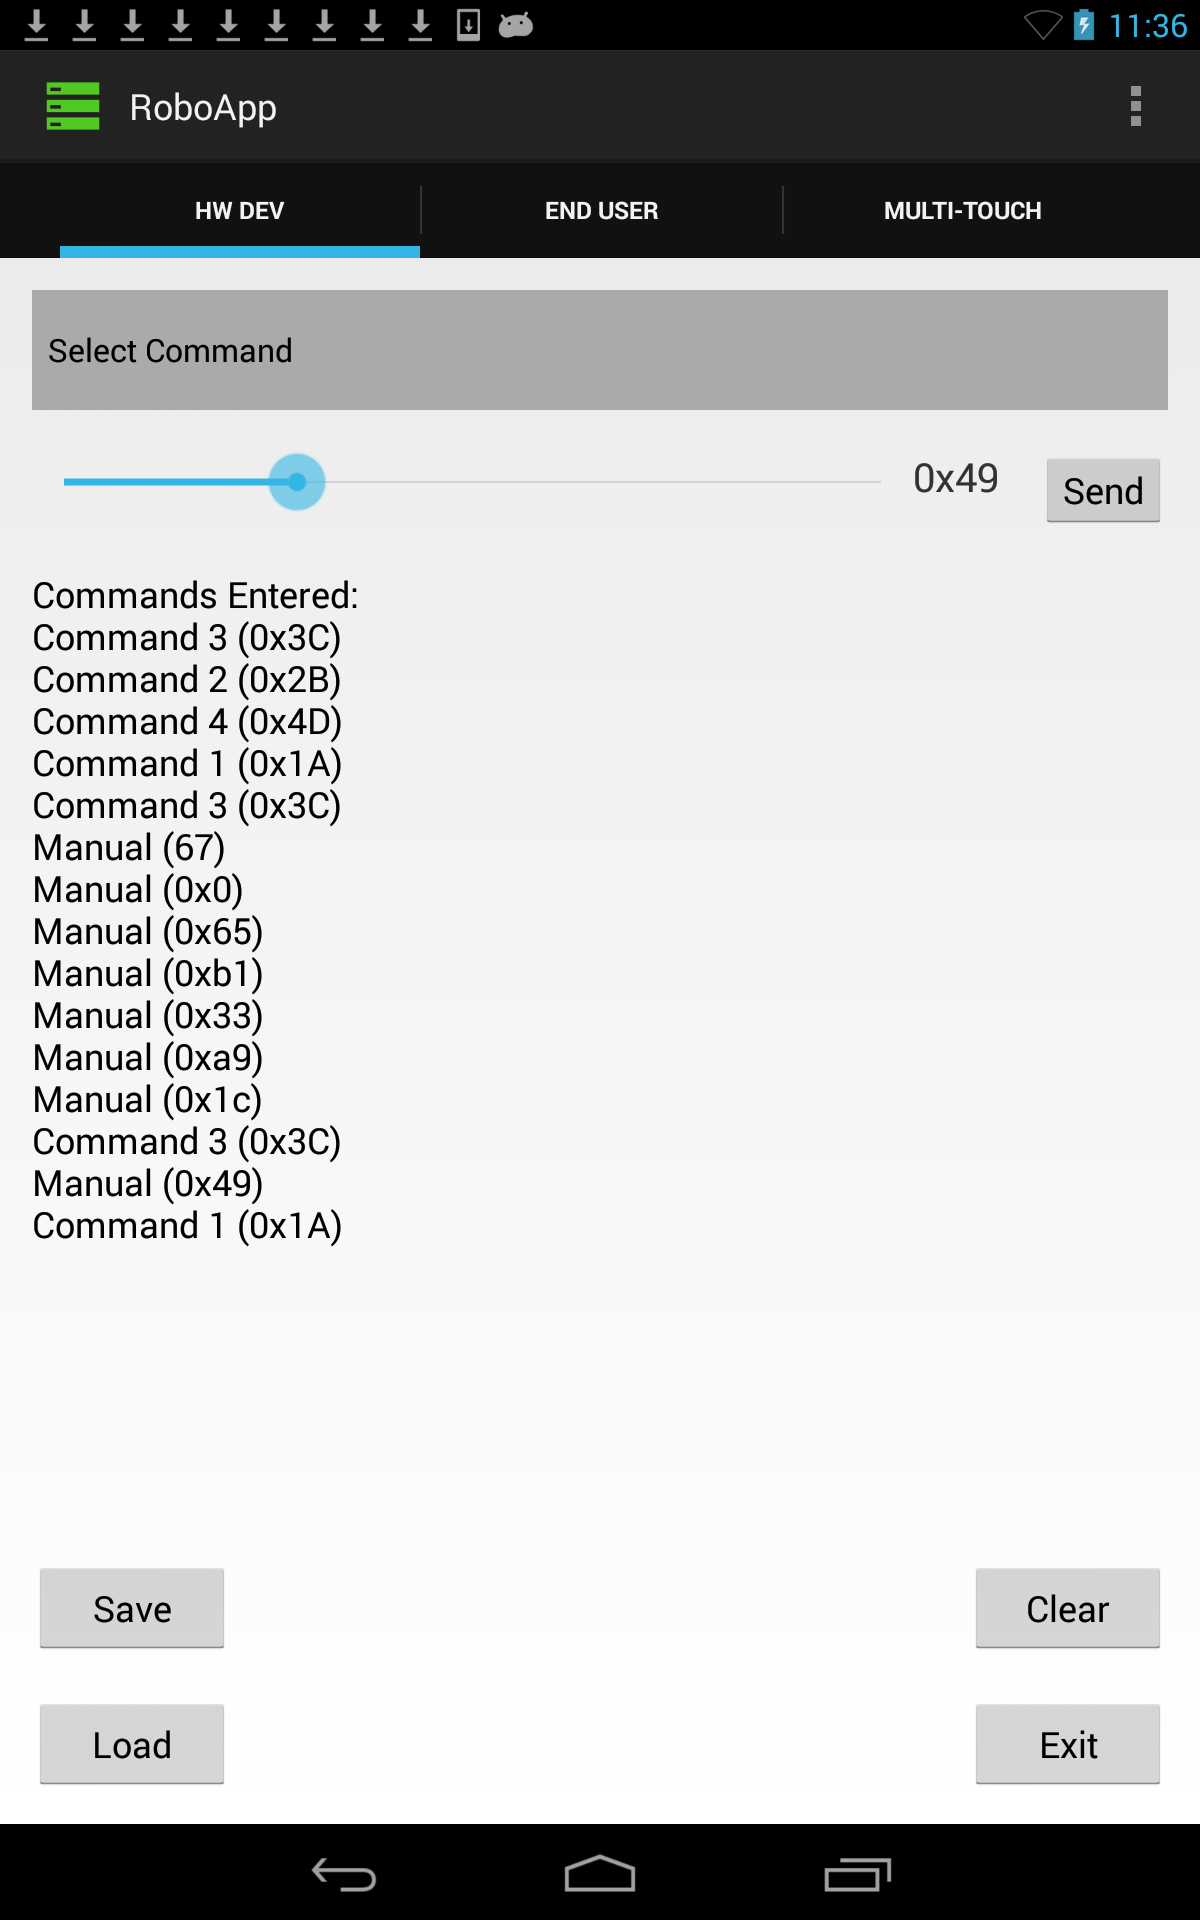 11:36
RoboApp
HW DEV
END USER
MULTI-TOUCH
Select Command
0x49
Send
Commands Entered:
Command 3 (0x3C)
Command 2 (0x2B)
Command 4 (0x4D)
Command 1 (0x1A)
Command 3 (0x3C)
Manual (67)
Manual (0x0)
Manual (0x65)
Manual (0xb1)
Manual (0x33)
Manual (0xa9)
Manual (0x1c)
Command 3 (0x3C)
Manual (0x49)
Command 1 (0x1A)
Save
Clear
Load
Exit